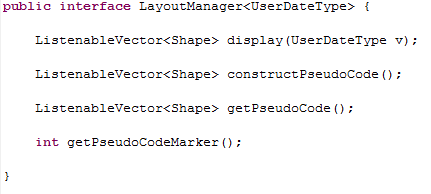 public interface LayoutManager<UserDateType> {
ListenableVector<Shape> display(UserDateType v);
ListenableVector<Shape> constructPseudoCode();
ListenableVector<Shape> getPseudoCode();
int getPseudoCodeMarker();
}